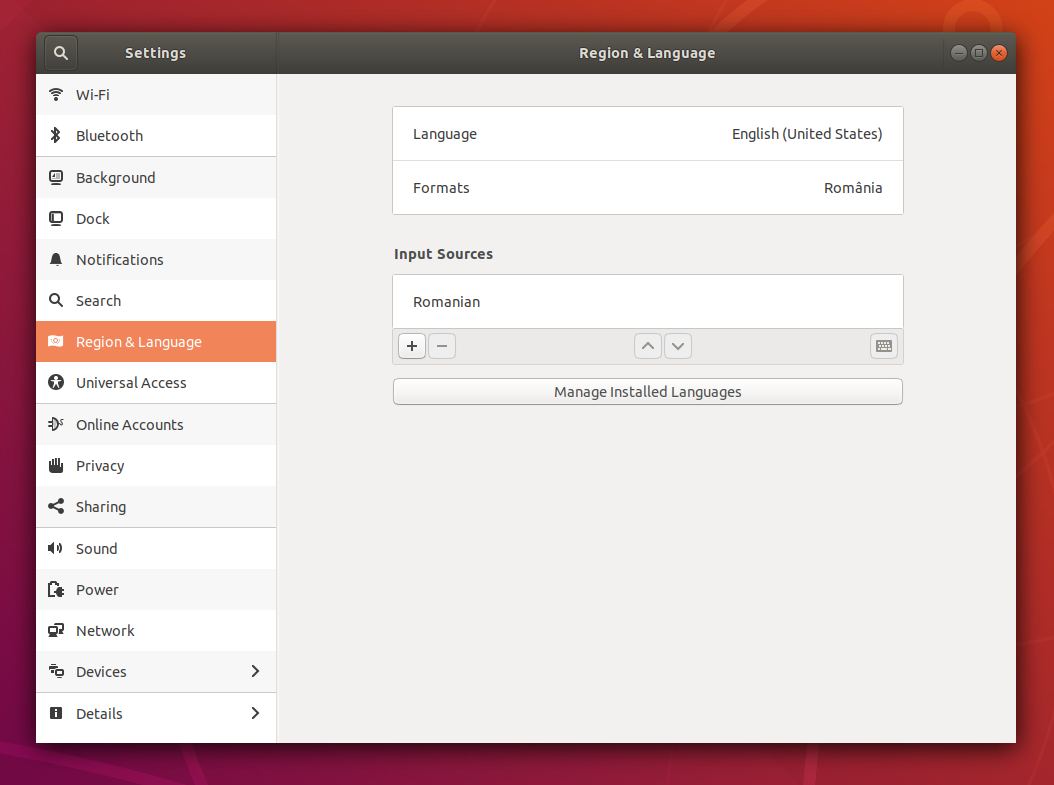 Settings
Region & Language
Wi-Fi
Bluetooth
Background
Dock
Notifications
Search
Region & Language
Universal Access
Online Accounts
Privacy
Sharing
Sound
Power
Network
Devices
Details
Language English (United States)
Formats România
Input Sources
Romanian
Manage Installed Languages